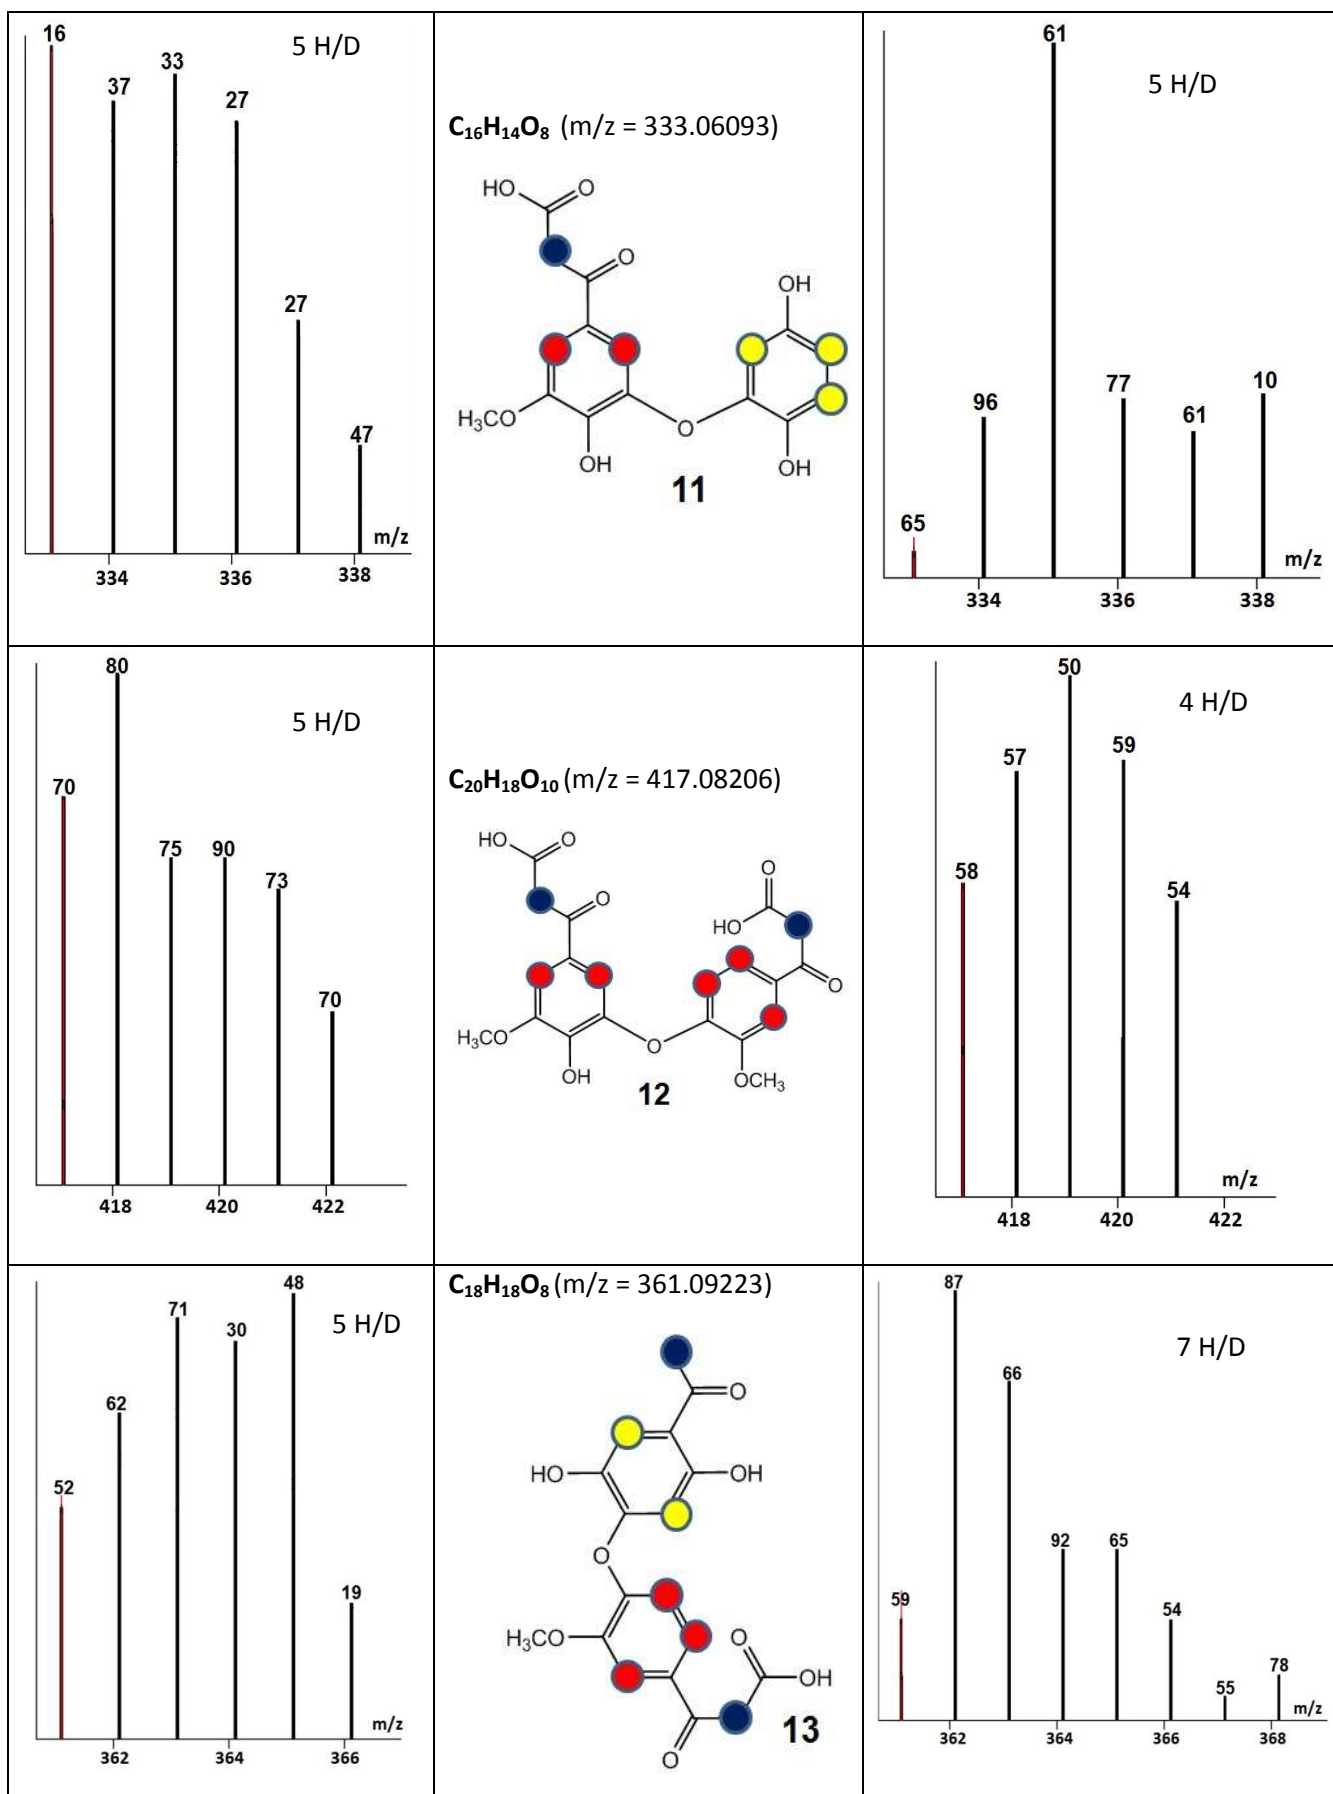 16
37
33
27
27
47
5 H/D
m/z
334
336
338
C16H14O8 (m/z = 333.06093)
HO
O
O
OH
H3CO
O
OH
OH
11
65
96
61
77
61
10
5 H/D
m/z
334
336
338
70
80
75
90
73
70
5 H/D
418
420
422
C20H18O10 (m/z = 417.08206)
HO
O
O
O
HO
O
H3CO
O
OH
OCH3
12
58
57
50
59
54
4 H/D
m/z
418
420
422
52
62
71
30
48
19
5 H/D
m/z
362
364
366
C18H18O8 (m/z = 361.09223)
O
HO
OH
O
H3CO
O
OH
O
13
59
87
66
92
65
54
55
78
7 H/D
m/z
362
364
366
368